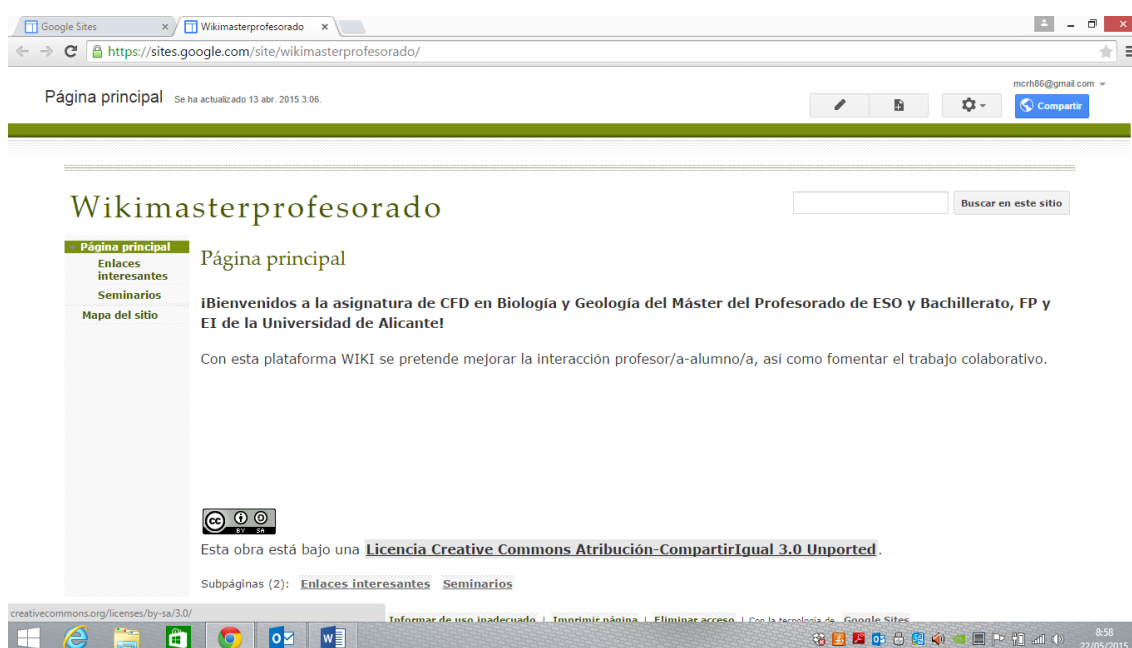 Google Sites
Wikimasterprofesorado
https://sites.google.com/site/wikimasterprofesorado/
mcrh86@gmail.com
Página principal Se ha actualizado 13 abr. 2015 3:06.
Compartir
Wikimasterprofesorado
Buscar en este sitio
Página principal
Enlaces
interesantes
Seminarios
Mapa del sitio
Página principal
¡Bienvenidos a la asignatura de CFD en Biología y Geología del Máster del Profesorado de ESO y Bachillerato, FP y
EI de la Universidad de Alicante!
Con esta plataforma WIKI se pretende mejorar la interacción profesor/a-alumno/a, así como fomentar el trabajo colaborativo.
cc BY SA
Esta obra está bajo una Licencia Creative Commons Atribución-CompartirIgual 3.0 Unported.
Subpáginas (2): Enlaces interesantes Seminarios
creativecommons.org/licenses/by-sa/3.0/
Informar de uso inadecuado | Imprimir página | Eliminar acceso | Con la tecnología de Google Sites
8:58
22/05/2015